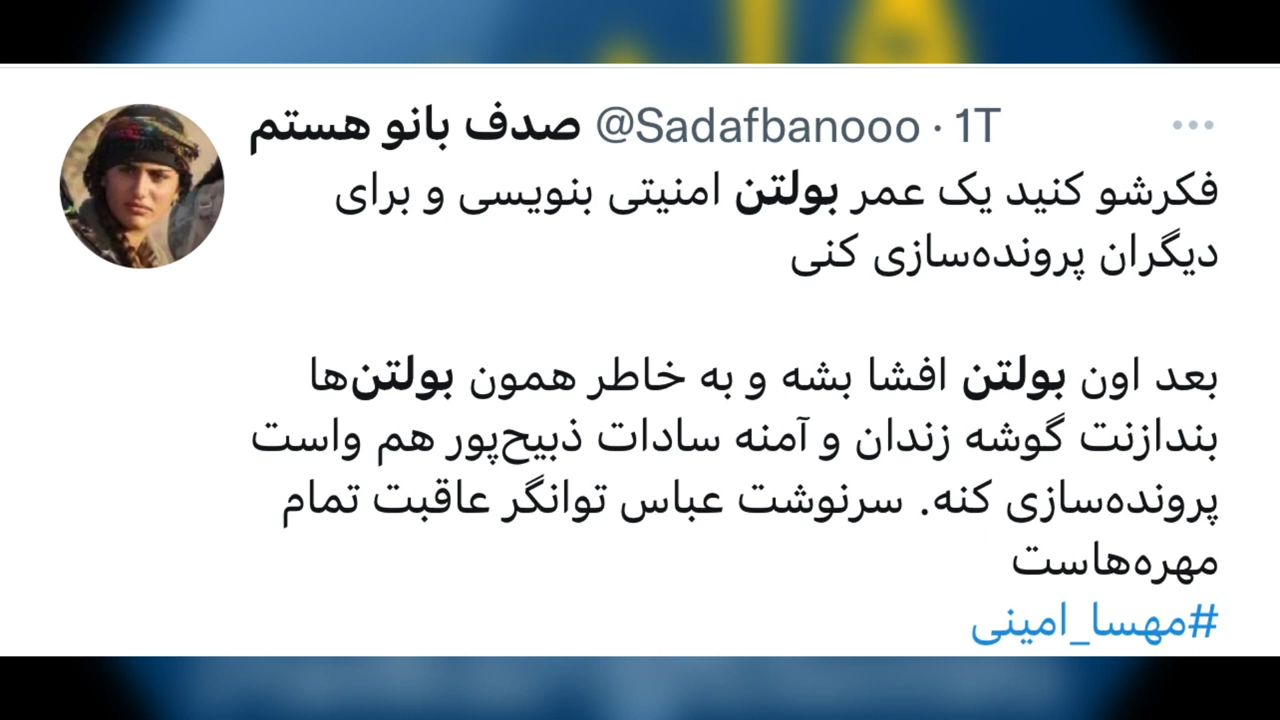 صدف بانو هستم @Sadafbanooo · 1T
فکرشو کنید یک عمر بولتن امنیتی بنویسی و برای
دیگران پرونده‌سازی کنی
بعد اون بولتن افشا بشه و به خاطر همون بولتن‌ها
بندازنت گوشه زندان و آمنه سادات ذبیح‌پور هم واست
پرونده‌سازی کنه. سرنوشت عباس توانگر عاقبت تمام
مهره‌هاست
#مهسا_امینی